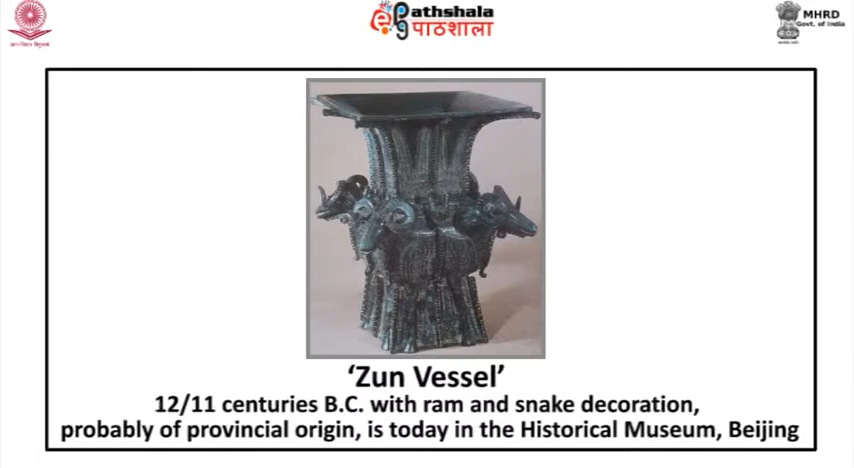 epathshala
पाठशाला
MHRD
Govt. of India
‘Zun Vessel’
12/11 centuries B.C. with ram and snake decoration,
probably of provincial origin, is today in the Historical Museum, Beijing